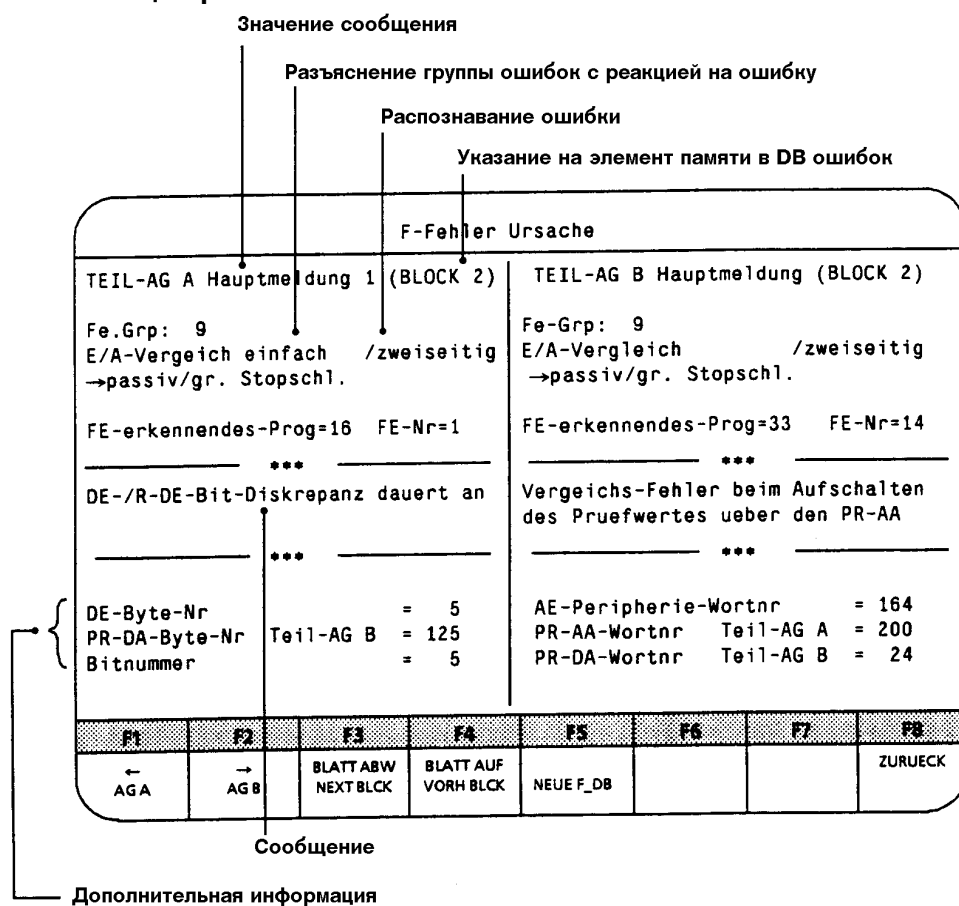 Значение сообщения
Разъяснение группы ошибок с реакцией на ошибку
Распознавание ошибки
Указание на элемент памяти в DB ошибок
F-Fehler Ursache
TEIL-AG A Hauptmeldung 1 (BLOCK 2)
Fe.Grp: 9
E/A-Vergeich einfach /zweiseitig
→passiv/gr. Stopschl.
FE-erkennendes-Prog=16 FE-Nr=1
***
DE-/R-DE-Bit-Diskrepanz dauert an
***
DE-Byte-Nr = 5
PR-DA-Byte-Nr Teil-AG B = 125
Bitnummer = 5
TEIL-AG B Hauptmeldung (BLOCK 2)
Fe-Grp: 9
E/A-Vergleich /zweiseitig
→passiv/gr. Stopschl.
FE-erkennendes-Prog=33 FE-Nr=14
***
Vergeichs-Fehler beim Aufschalten
des Pruefwertes ueber den PR-AA
***
AE-Peripherie-Wortnr = 164
PR-AA-Wortnr Teil-AG A = 200
PR-DA-Wortnr Teil-AG B = 24
F1 F2 F3 F4 F5 F6 F7 F8
← AG A
→ AG B
BLATT ABW
NEXT BLCK
BLATT AUF
VORH BLCK
NEUE F_DB
ZURUECK
Сообщение
Дополнительная информация